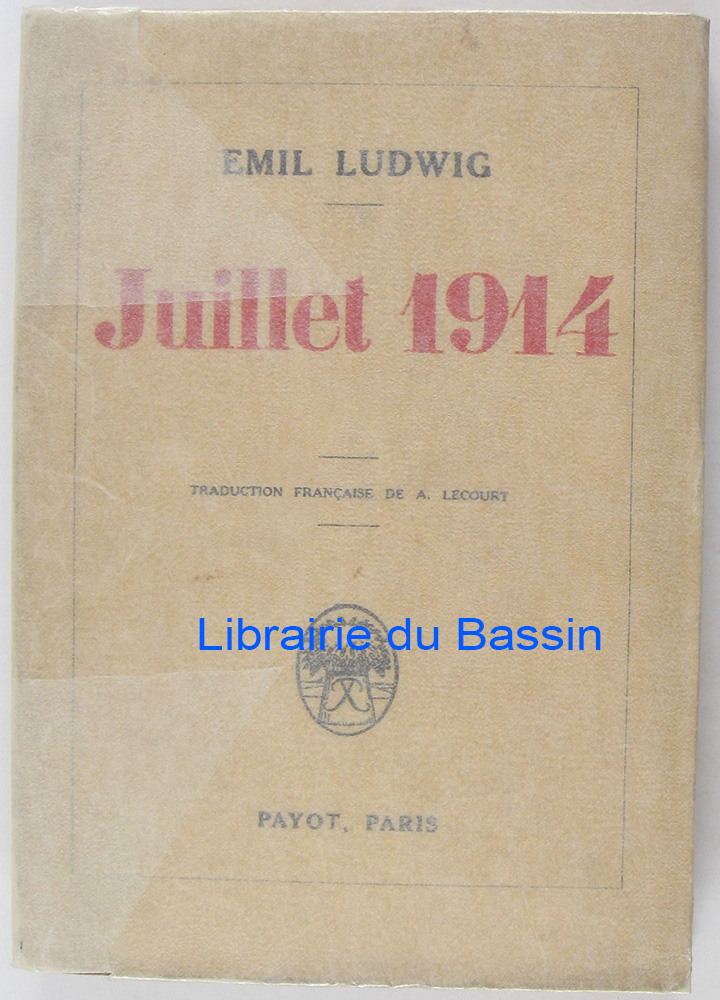 EMIL LUDWIG
Juillet 1914
TRADUCTION FRANÇAISE DE A. LECOURT
Librairie du Bassin
PAYOT, PARIS